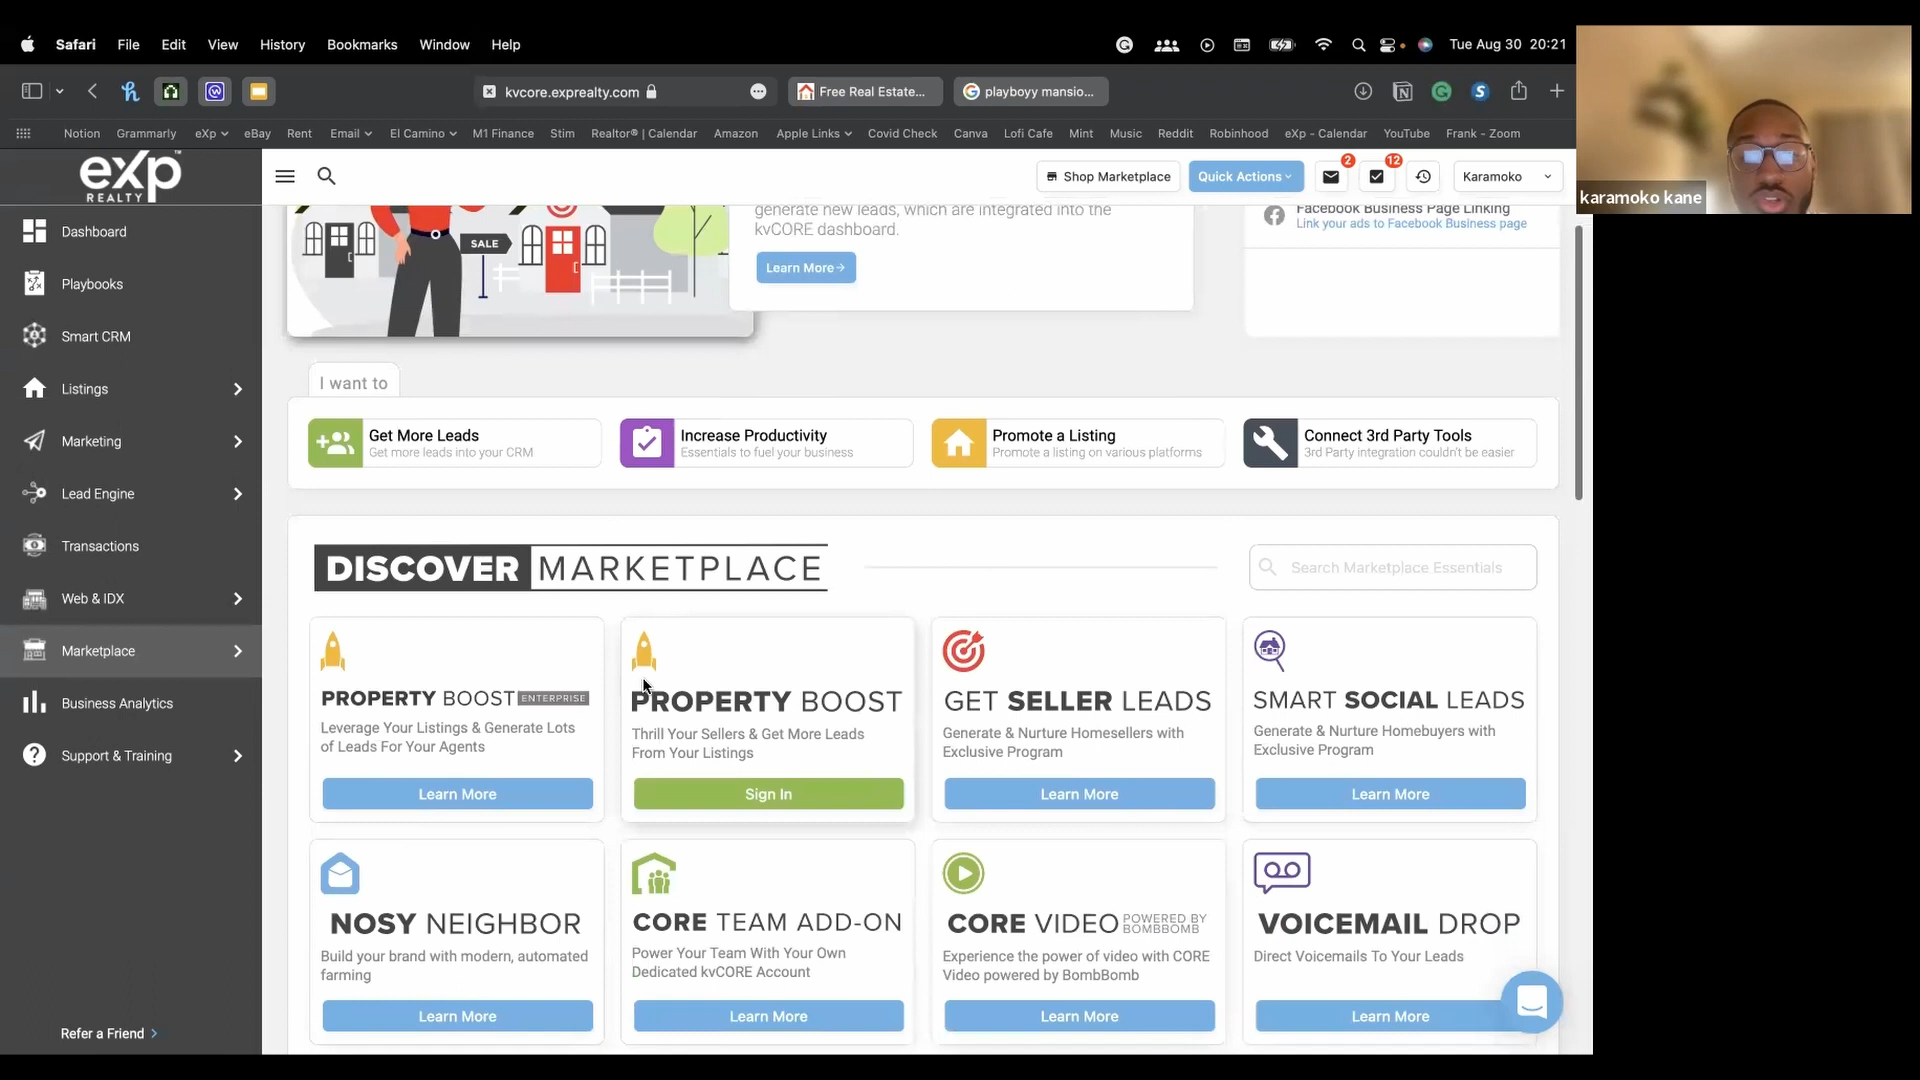 Safari File Edit View History Bookmarks Window Help
Tue Aug 30 20:21
kvcore.exprealty.com
Free Real Estate...
playboyy mansio...
Notion Grammarly eXp eBay Rent Email El Camino M1 Finance Stim Realtor® | Calendar Amazon Apple Links Covid Check Canva Lofi Cafe Mint Music Reddit Robinhood eXp - Calendar YouTube Frank - Zoom
karamoko kane
eXp
REALTY
Shop Marketplace
Quick Actions
2
12
Karamoko
Dashboard
Playbooks
Smart CRM
Listings
Marketing
Lead Engine
Transactions
Web & IDX
Marketplace
Business Analytics
Support & Training
Refer a Friend
SALE
generate new leads, which are integrated into the
kvCORE dashboard.
Learn More
Facebook Business Page Linking
Link your ads to Facebook Business page
I want to
Get More Leads
Get more leads into your CRM
Increase Productivity
Essentials to fuel your business
Promote a Listing
Promote a listing on various platforms
Connect 3rd Party Tools
3rd Party integration couldn't be easier
DISCOVER MARKETPLACE
Search Marketplace Essentials
PROPERTY BOOST ENTERPRISE
Leverage Your Listings & Generate Lots
of Leads For Your Agents
Learn More
PROPERTY BOOST
Thrill Your Sellers & Get More Leads
From Your Listings
Sign In
GET SELLER LEADS
Generate & Nurture Homesellers with
Exclusive Program
Learn More
SMART SOCIAL LEADS
Generate & Nurture Homebuyers with
Exclusive Program
Learn More
NOSY NEIGHBOR
Build your brand with modern, automated
farming
Learn More
CORE TEAM ADD-ON
Power Your Team With Your Own
Dedicated kvCORE Account
Learn More
CORE VIDEO POWERED BY
BOMBBOMB
Experience the power of video with CORE
Video powered by BombBomb
Learn More
VOICEMAIL DROP
Direct Voicemails To Your Leads
Learn More